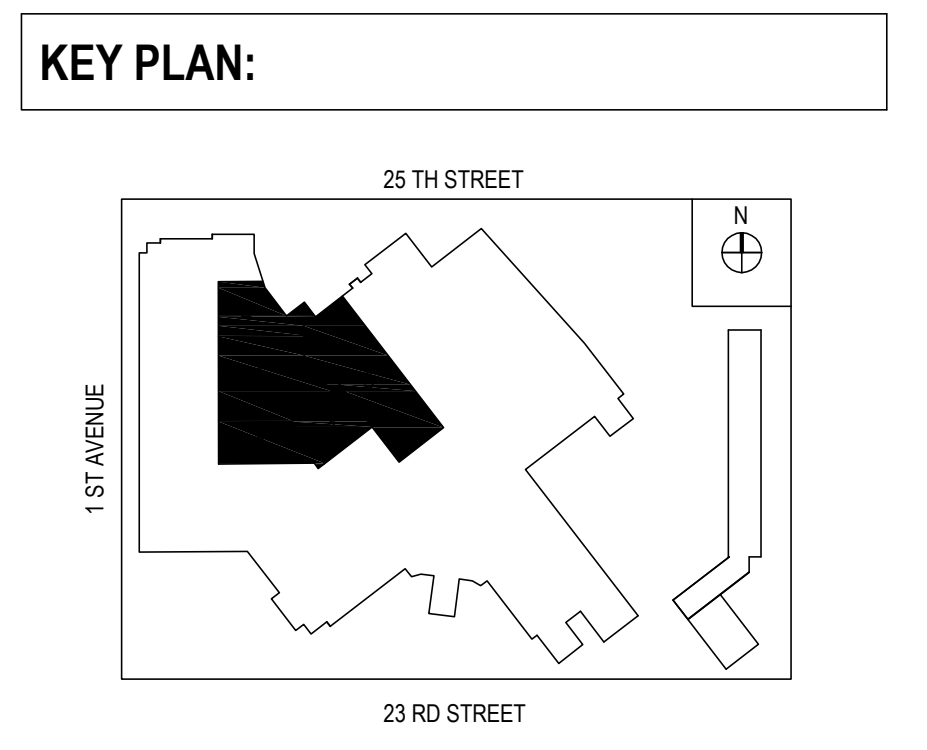 KEY PLAN:
25 TH STREET
N
1 ST AVENUE
23 RD STREET